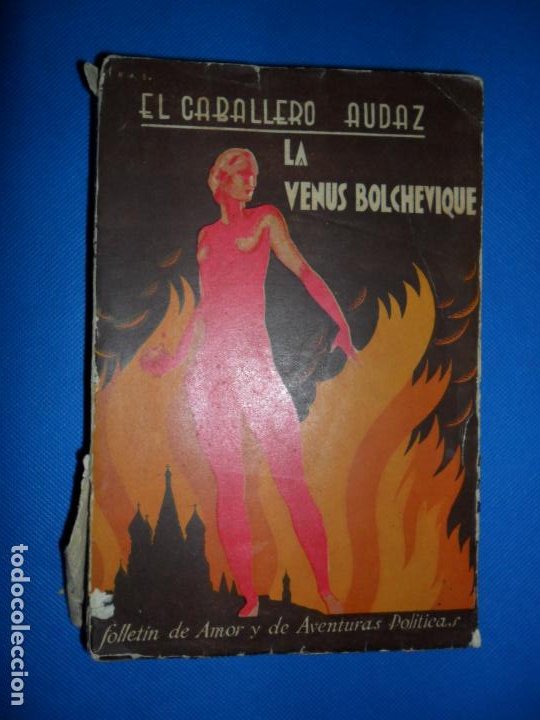 EL CABALLERO AUDAZ
LA
VENUS BOLCHEVIQUE
folletín de Amor y de Aventuras Políticas
todocoleccion